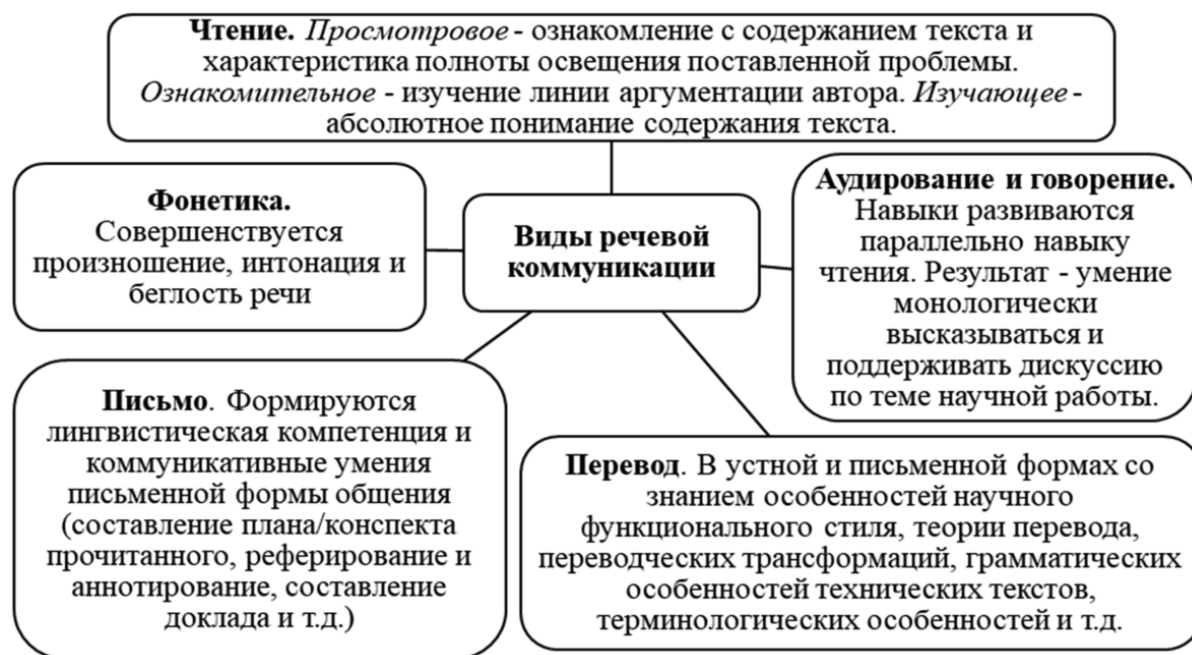 Чтение. Просмотровое - ознакомление с содержанием текста и
характеристика полноты освещения поставленной проблемы.
Ознакомительное - изучение линии аргументации автора. Изучающее -
абсолютное понимание содержания текста.
Фонетика.
Совершенствуется
произношение, интонация и
беглость речи
Виды речевой
коммуникации
Аудирование и говорение.
Навыки развиваются
параллельно навыку
чтения. Результат - умение
монологически
высказываться и
поддерживать дискуссию
по теме научной работы.
Письмо. Формируются
лингвистическая компетенция и
коммуникативные умения
письменной формы общения
(составление плана/конспекта
прочитанного, реферирование и
аннотирование, составление
доклада и т.д.)
Перевод. В устной и письменной формах со
знанием особенностей научного
функционального стиля, теории перевода,
переводческих трансформаций, грамматических
особенностей технических текстов,
терминологических особенностей и т.д.